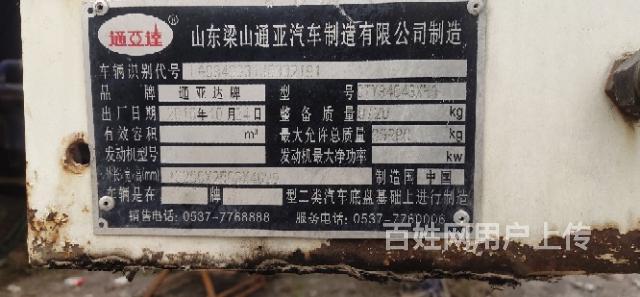 通亚达 ®
山东梁山通亚汽车制造有限公司制造
车辆识别代号
品 牌 通亚达牌 型 号
出厂日期 整备质量 kg
有效容积 m³ 最大允许总质量 kg
发动机型号 发动机最大净功率 kw
外长(宽)高(mm) 制造国 中国
车辆是在 牌 型二类汽车底盘基础上进行制造
销售电话:0537-7768888 服务电话:0537-7760006
百姓网用户上传